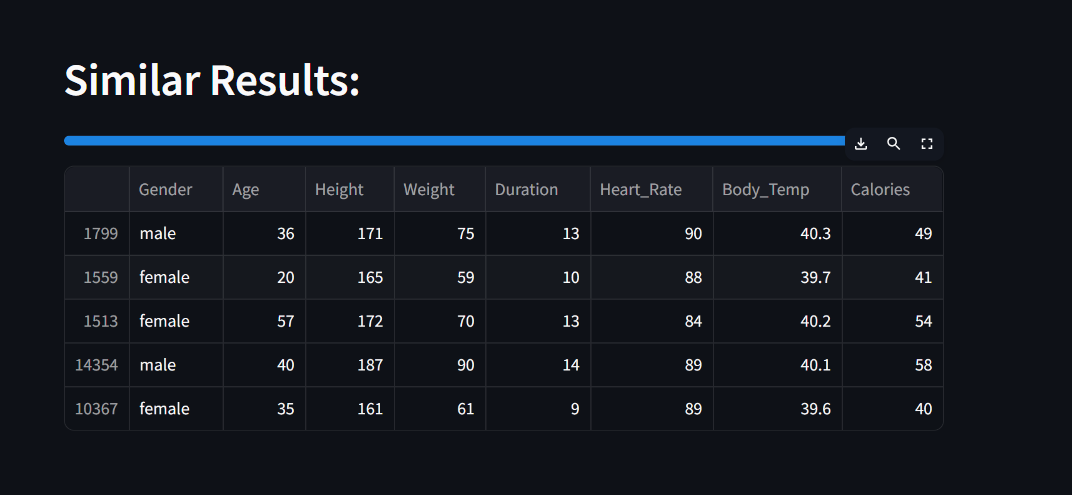 Similar Results:
Gender Age Height Weight Duration Heart_Rate Body_Temp Calories
1799 male 36 171 75 13 90 40.3 49
1559 female 20 165 59 10 88 39.7 41
1513 female 57 172 70 13 84 40.2 54
14354 male 40 187 90 14 89 40.1 58
10367 female 35 161 61 9 89 39.6 40